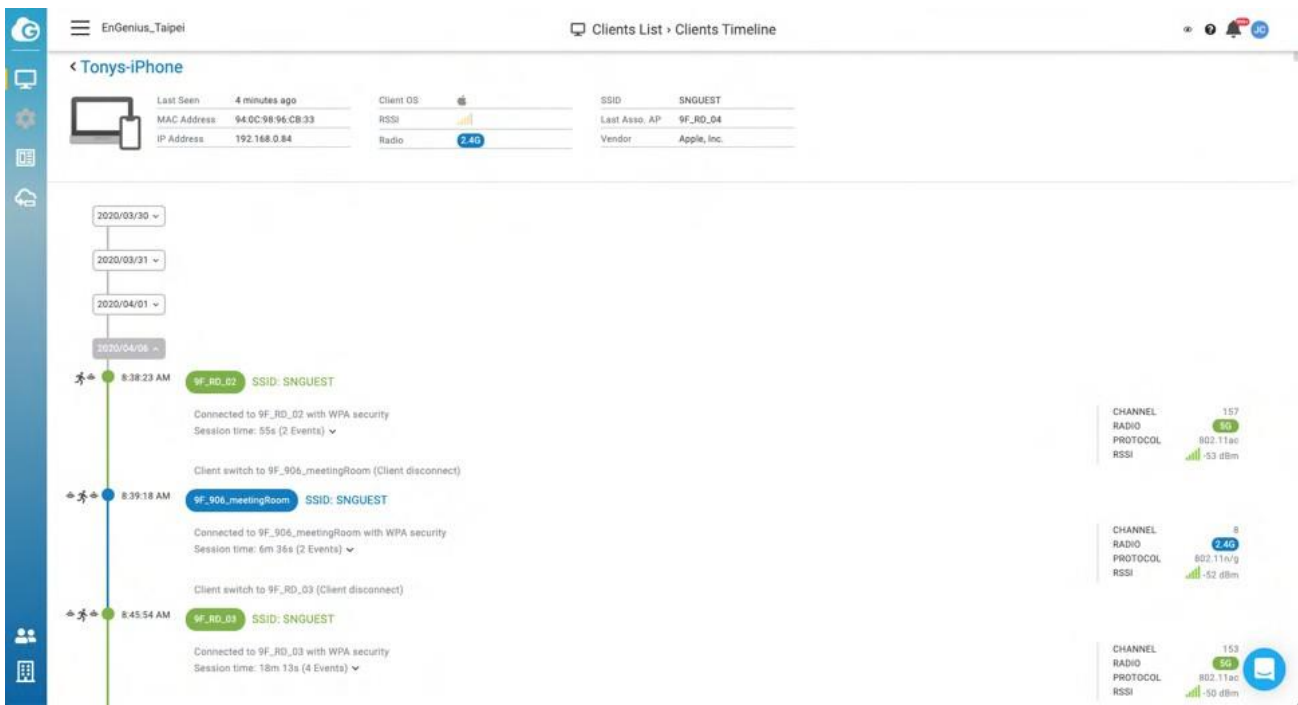 EnGenius_Taipei
Clients List › Clients Timeline
JC
‹ Tonys-iPhone
Last Seen 4 minutes ago
MAC Address 94:0C:98:96:CB:33
IP Address 192.168.0.84
Client OS
RSSI
Radio 2.4G
SSID SNGUEST
Last Asso. AP 9F_RD_04
Vendor Apple, Inc.
2020/03/30
2020/03/31
2020/04/01
2020/04/06
8:38:23 AM 9F_RD_02 SSID: SNGUEST
Connected to 9F_RD_02 with WPA security
Session time: 55s (2 Events)
CHANNEL 157
RADIO 5G
PROTOCOL 802.11ac
RSSI -53 dBm
Client switch to 9F_906_meetingRoom (Client disconnect)
8:39:18 AM 9F_906_meetingRoom SSID: SNGUEST
Connected to 9F_906_meetingRoom with WPA security
Session time: 6m 36s (2 Events)
CHANNEL 8
RADIO 2.4G
PROTOCOL 802.11n/g
RSSI -52 dBm
Client switch to 9F_RD_03 (Client disconnect)
8:45:54 AM 9F_RD_03 SSID: SNGUEST
Connected to 9F_RD_03 with WPA security
Session time: 18m 13s (4 Events)
CHANNEL 153
RADIO 5G
PROTOCOL 802.11ac
RSSI -50 dBm